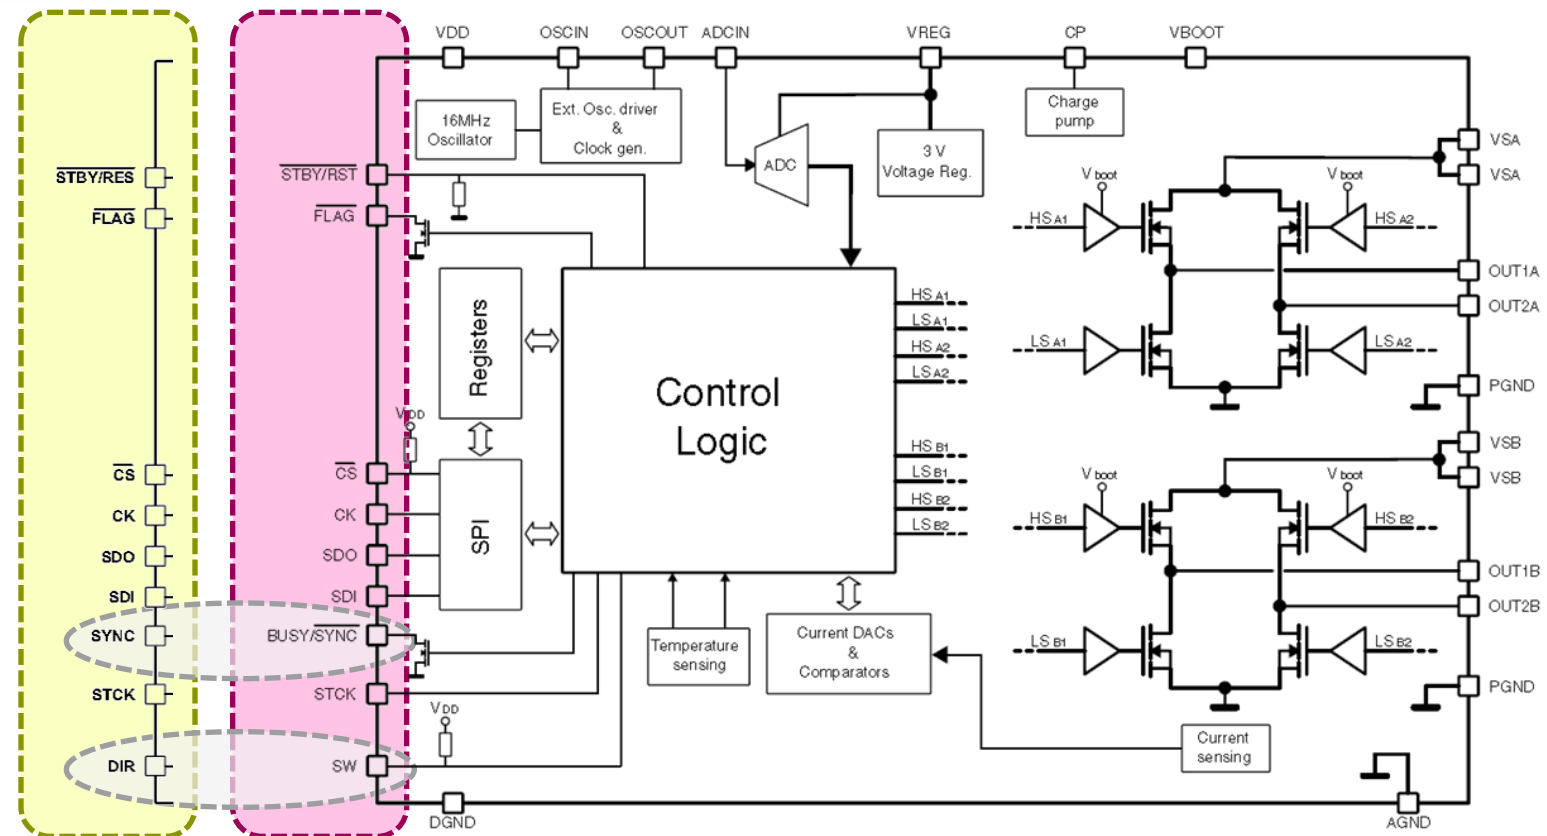 VDD
OSCIN
OSCOUT
ADCIN
VREG
CP
VBOOT
16MHz
Oscillator
Ext. Osc. driver
&
Clock gen.
ADC
3 V
Voltage Reg.
Charge
pump
STBY/RES
FLAG
CS
CK
SDO
SDI
SYNC
STCK
DIR
STBY/RST
FLAG
VDD
CS
CK
SDO
SDI
BUSY/SYNC
STCK
VDD
SW
Registers
SPI
Control
Logic
HS A1
LS A1
HS A2
LS A2
HS B1
LS B1
HS B2
LS B2
Temperature
sensing
Current DACs
&
Comparators
Current
sensing
Vboot
Vboot
HS A1
HS A2
LS A1
LS A2
Vboot
Vboot
HS B1
HS B2
LS B1
LS B2
VSA
VSA
OUT1A
OUT2A
PGND
VSB
VSB
OUT1B
OUT2B
PGND
DGND
AGND